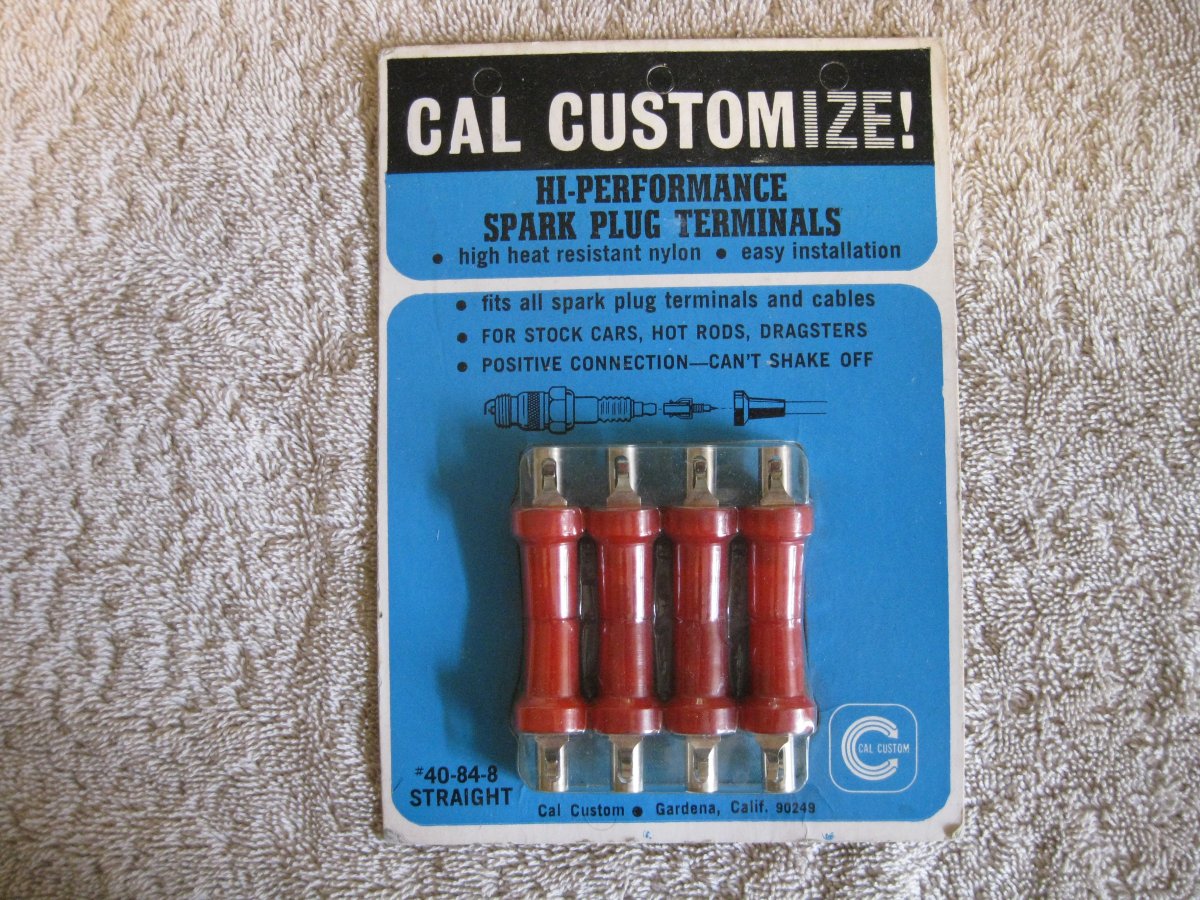 CAL CUSTOMIZE!
HI-PERFORMANCE
SPARK PLUG TERMINALS
• high heat resistant nylon • easy installation
• fits all spark plug terminals and cables
• FOR STOCK CARS, HOT RODS, DRAGSTERS
• POSITIVE CONNECTION—CAN'T SHAKE OFF
CAL CUSTOM
#40-84-8
STRAIGHT
Cal Custom • Gardena, Calif. 90249